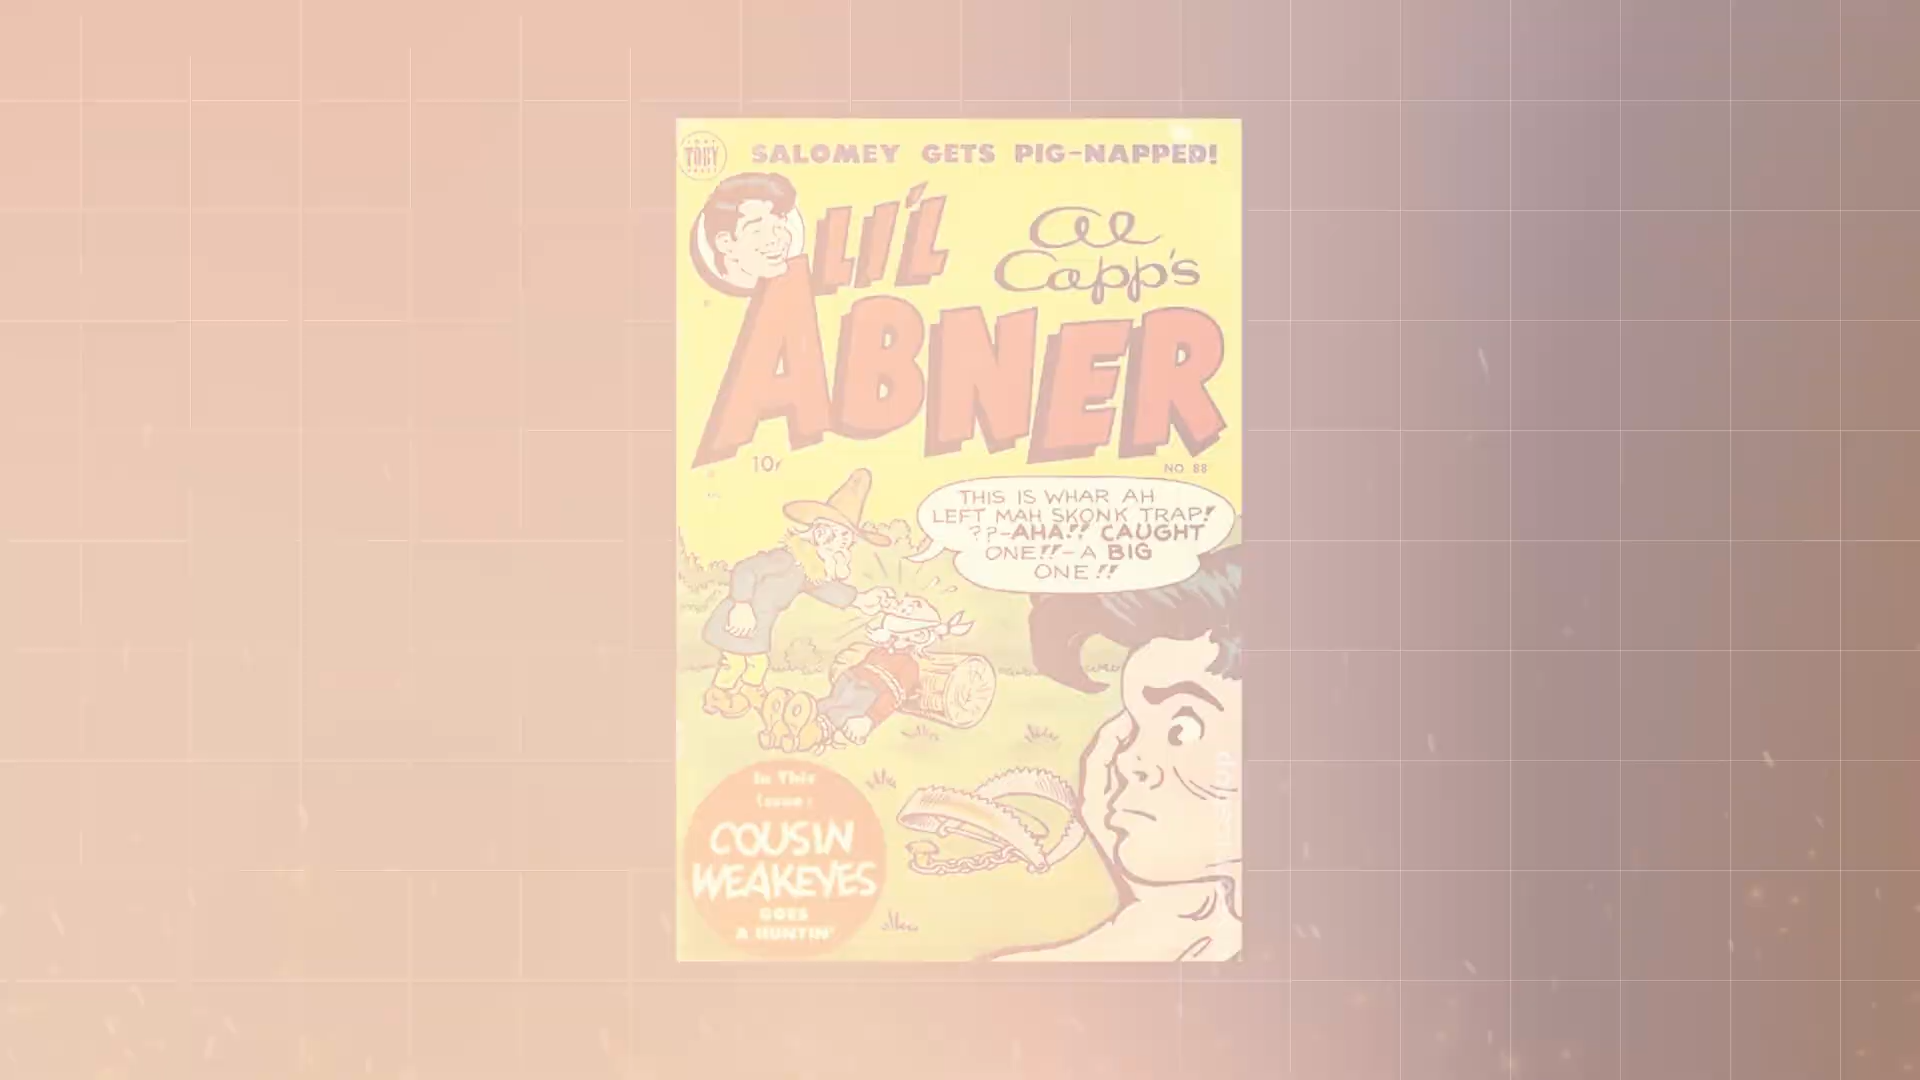 TOBY
SALOMEY GETS PIG-NAPPED!
LI'L
Al
Capp's
ABNER
10¢
NO. 88
THIS IS WHAR AH
LEFT MAH SKONK TRAP!
??-AHA!! CAUGHT
ONE!!-A BIG
ONE!!
In This
Issue:
COUSIN
WEAKEYES
GOES
A HUNTIN'